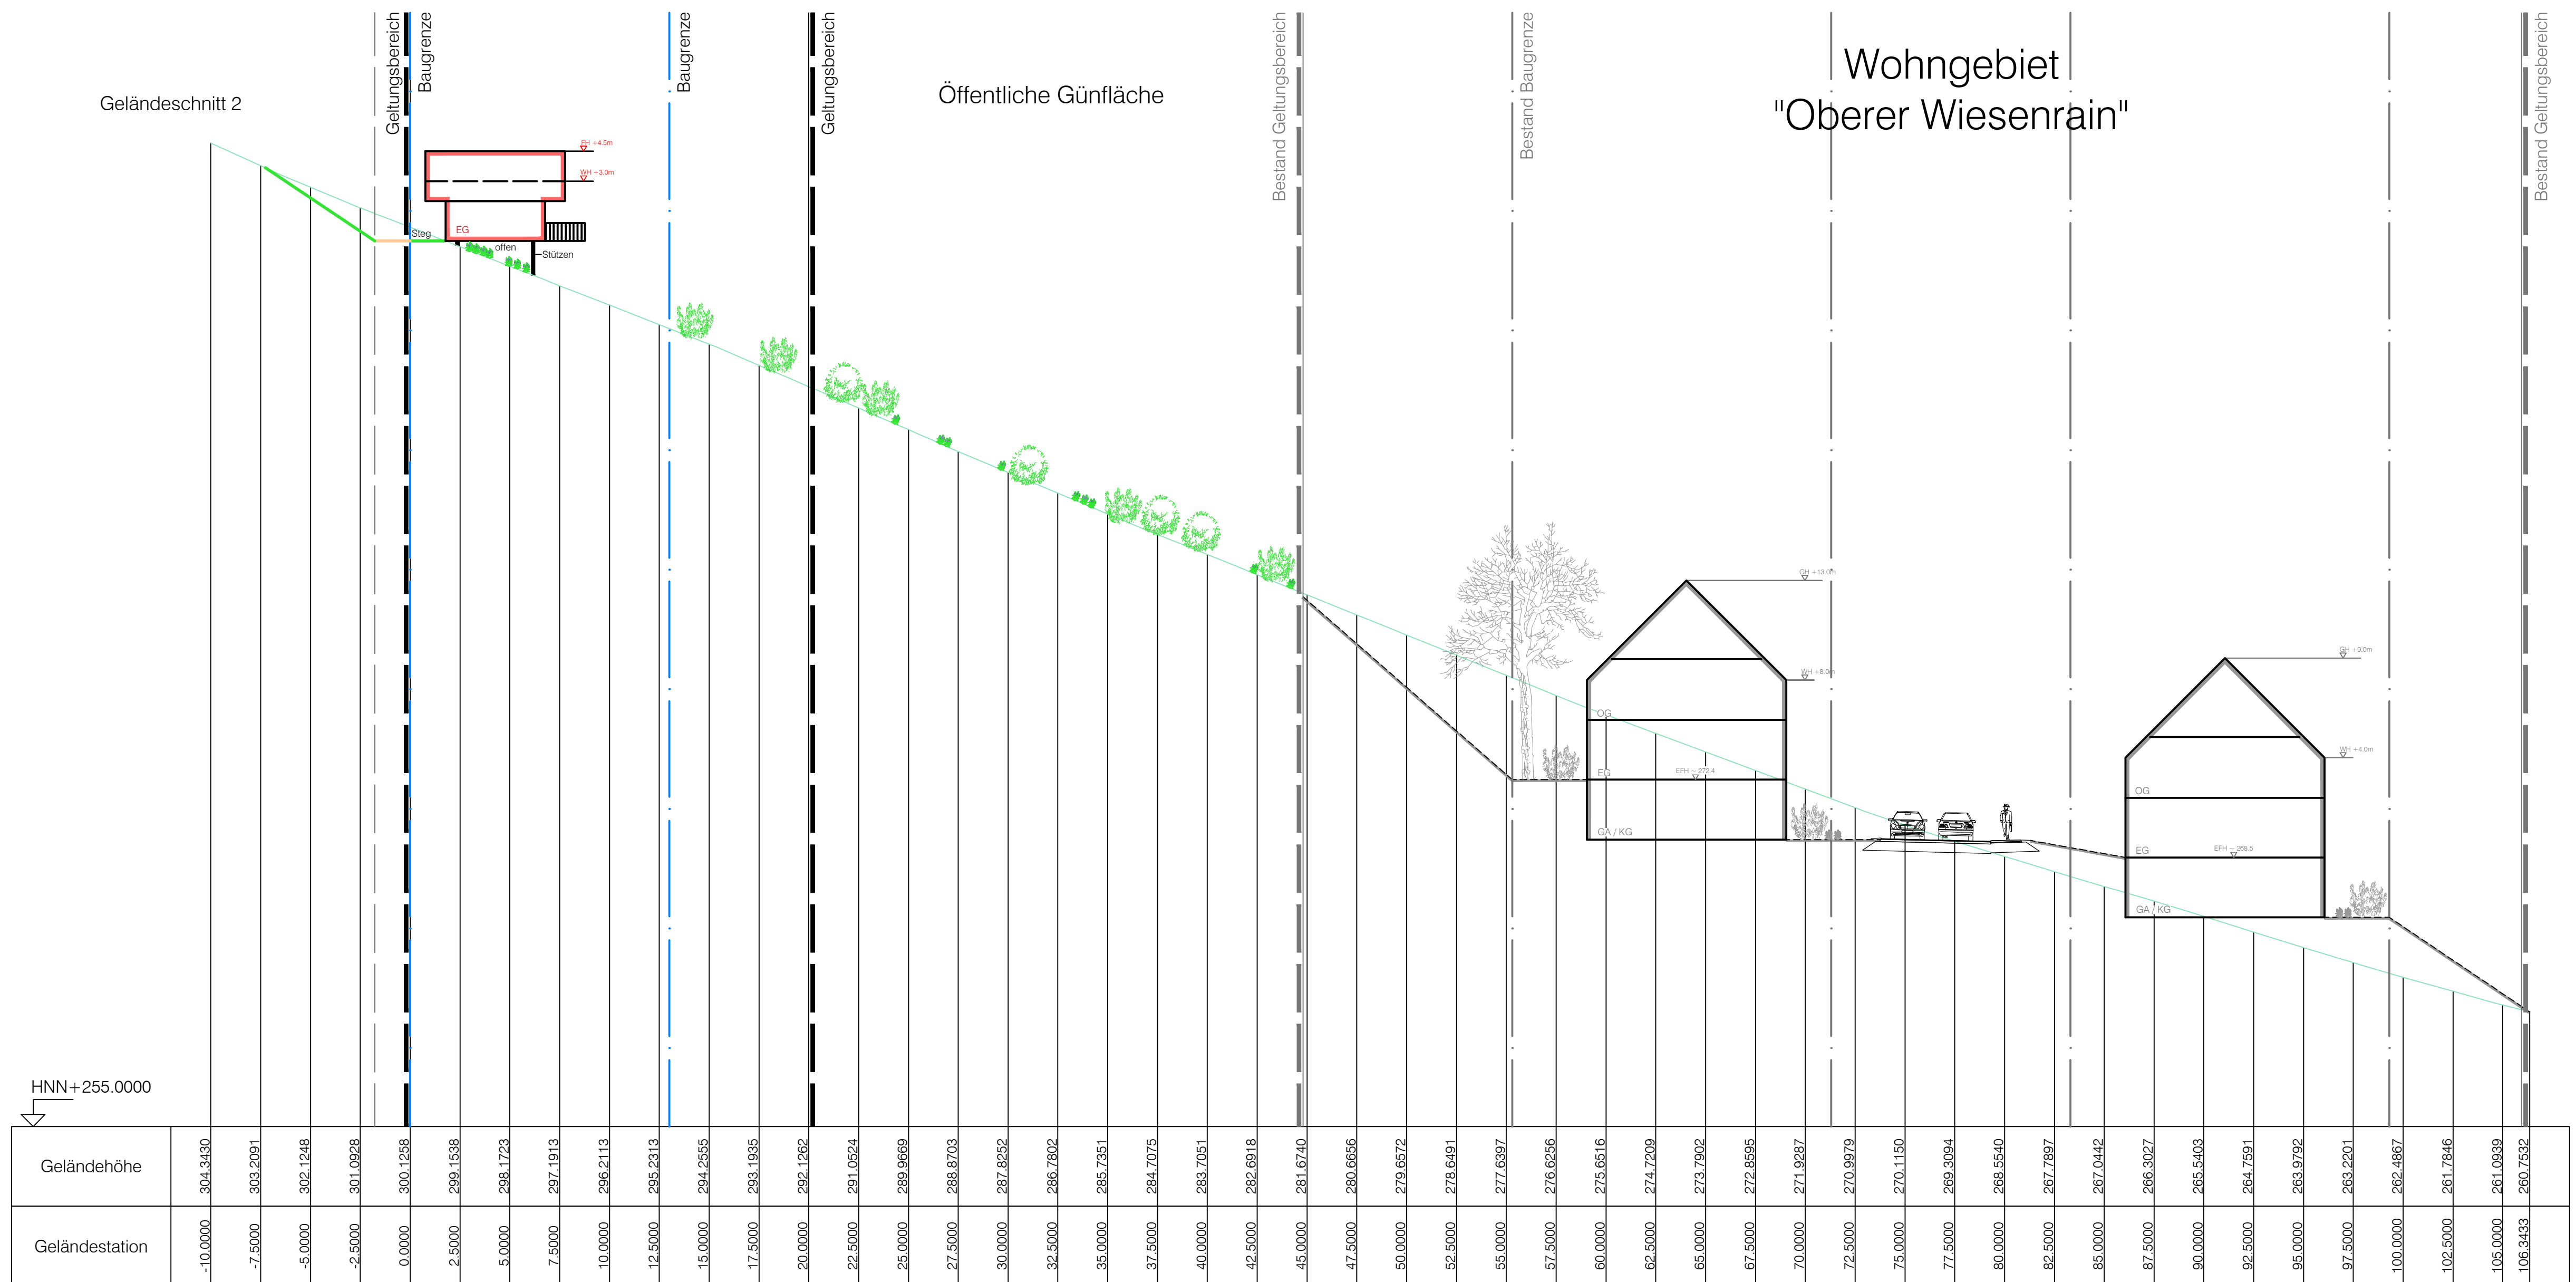 Geltungsbereich
Baugrenze
Baugrenze
Geltungsbereich
Bestand Geltungsbereich
Bestand Baugrenze
Bestand Geltungsbereich
Geländeschnitt 2
Öffentliche Günfläche
Wohngebiet
"Oberer Wiesenrain"
FH +4.5m
WH +3.0m
EG
Steg
offen
Stützen
GH +13.0m
WH +8.0m
OG
EG
EFH ~ 272.4
GA / KG
GH +9.0m
WH +4.0m
OG
EG
EFH ~ 268.5
GA / KG
HNN+255.0000
Geländehöhe
304.3430 303.2091 302.1248 301.0928 300.1258 299.1538 298.1723 297.1913 296.2113 295.2313 294.2555 293.1935 292.1262 291.0524 289.9669 288.8703 287.8252 286.7802 285.7351 284.7075 283.7051 282.6918 281.6740 280.6656 279.6572 278.6491 277.6397 276.6256 275.6516 274.7209 273.7902 272.8595 271.9287 270.9979 270.1150 269.3094 268.5540 267.7897 267.0442 266.3027 265.5403 264.7591 263.9792 263.2201 262.4867 261.7846 261.0939 260.7532
Geländestation
-10.0000 -7.5000 -5.0000 -2.5000 0.0000 2.5000 5.0000 7.5000 10.0000 12.5000 15.0000 17.5000 20.0000 22.5000 25.0000 27.5000 30.0000 32.5000 35.0000 37.5000 40.0000 42.5000 45.0000 47.5000 50.0000 52.5000 55.0000 57.5000 60.0000 62.5000 65.0000 67.5000 70.0000 72.5000 75.0000 77.5000 80.0000 82.5000 85.0000 87.5000 90.0000 92.5000 95.0000 97.5000 100.0000 102.5000 105.0000 106.3433